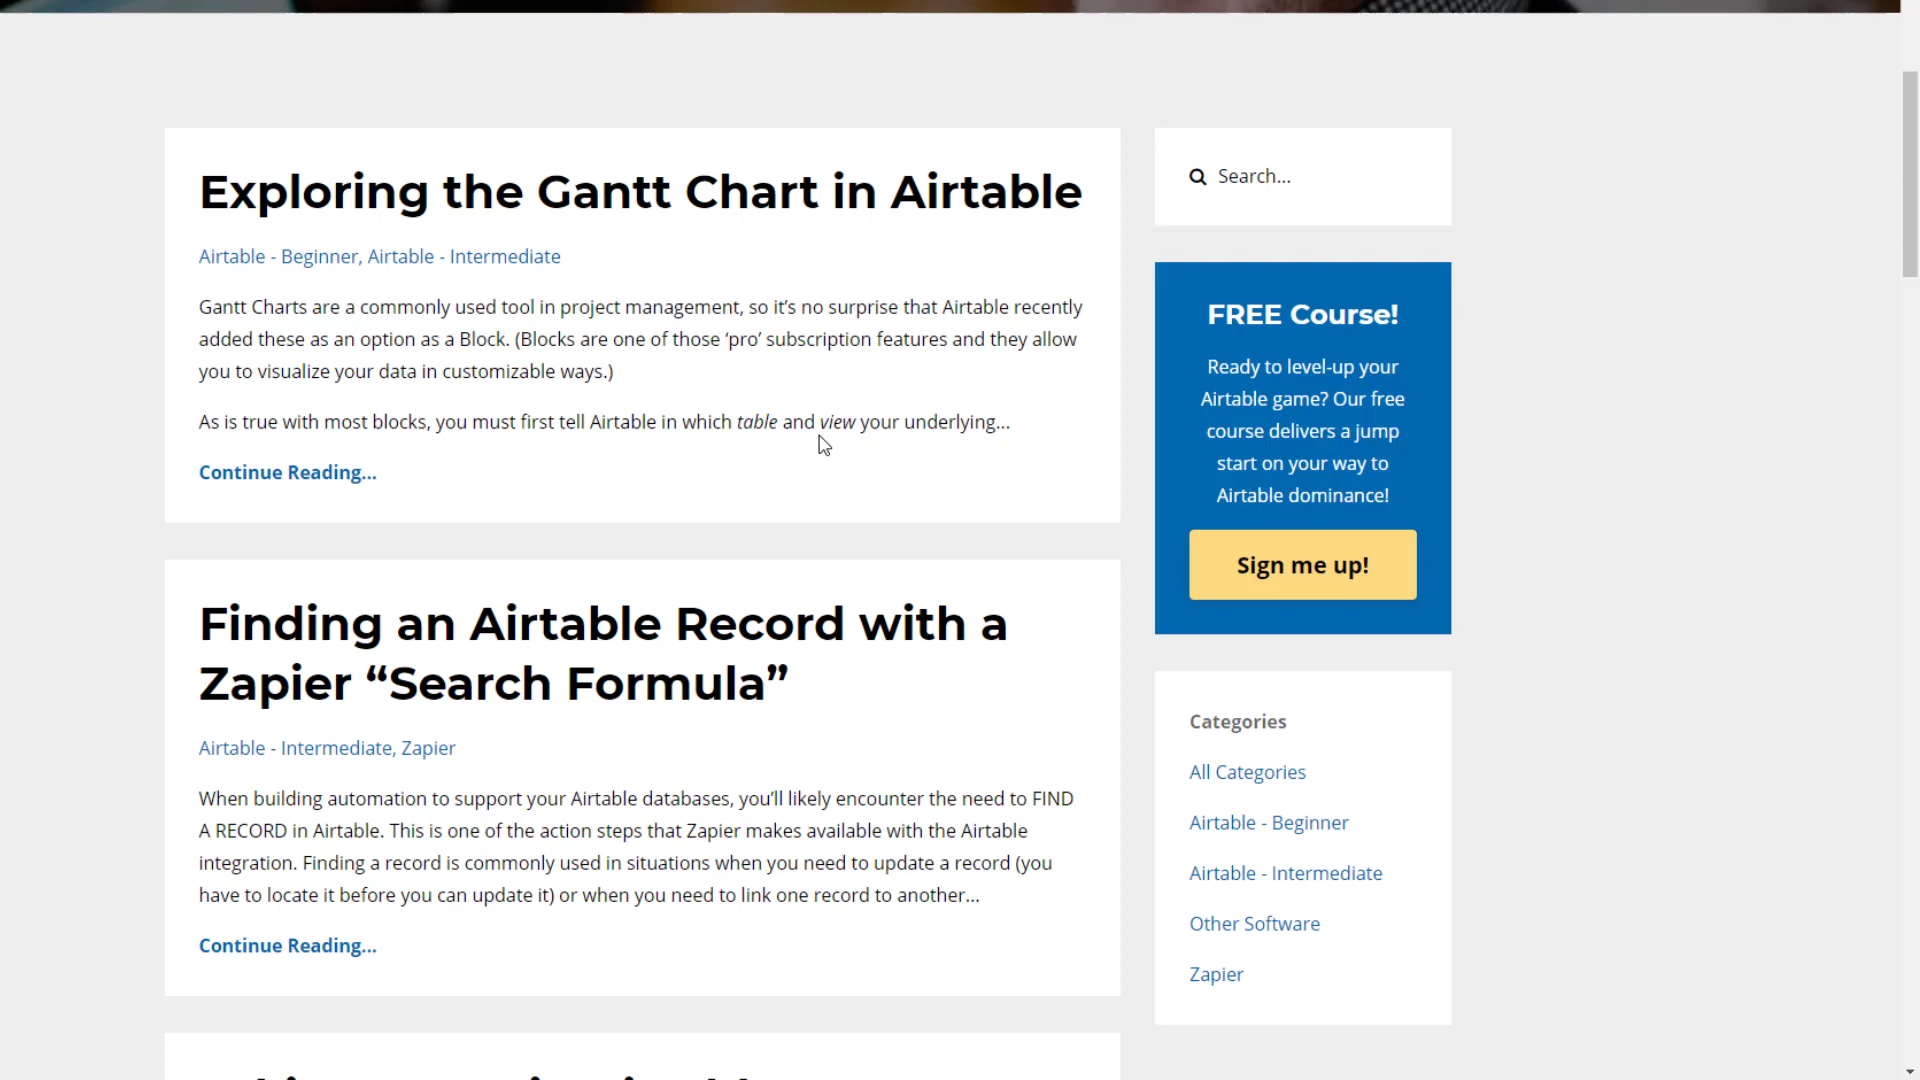 Exploring the Gantt Chart in Airtable
Airtable - Beginner, Airtable - Intermediate
Gantt Charts are a commonly used tool in project management, so it’s no surprise that Airtable recently
added these as an option as a Block. (Blocks are one of those ‘pro’ subscription features and they allow
you to visualize your data in customizable ways.)
As is true with most blocks, you must first tell Airtable in which table and view your underlying...
Continue Reading...
Finding an Airtable Record with a
Zapier “Search Formula”
Airtable - Intermediate, Zapier
When building automation to support your Airtable databases, you’ll likely encounter the need to FIND
A RECORD in Airtable. This is one of the action steps that Zapier makes available with the Airtable
integration. Finding a record is commonly used in situations when you need to update a record (you
have to locate it before you can update it) or when you need to link one record to another...
Continue Reading...
Search...
FREE Course!
Ready to level-up your
Airtable game? Our free
course delivers a jump
start on your way to
Airtable dominance!
Sign me up!
Categories
All Categories
Airtable - Beginner
Airtable - Intermediate
Other Software
Zapier